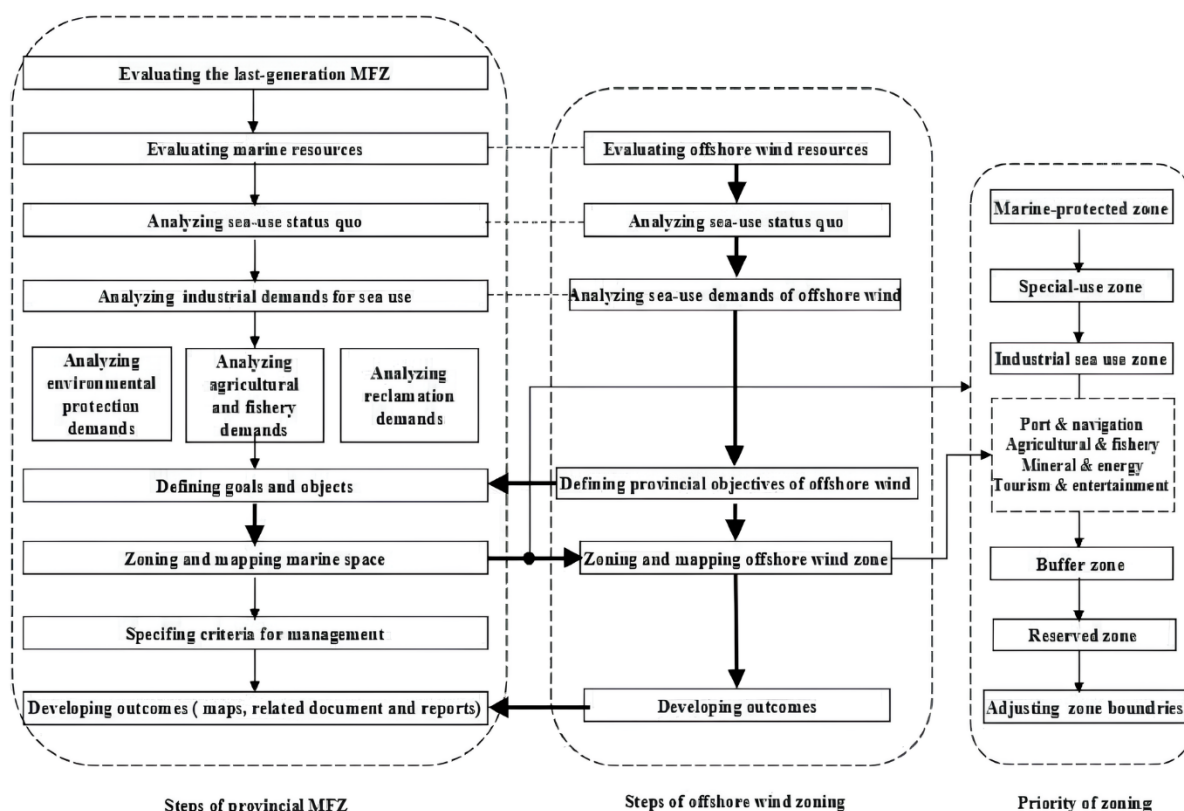 Evaluating the last-generation MFZ
Evaluating marine resources
Analyzing sea-use status quo
Analyzing industrial demands for sea use
Analyzing
environmental
protection
demands
Analyzing
agricultural
and fishery
demands
Analyzing
reclamation
demands
Defining goals and objects
Zoning and mapping marine space
Specifing criteria for management
Developing outcomes ( maps, related document and reports)
Steps of provincial MFZ
Evaluating offshore wind resources
Analyzing sea-use status quo
Analyzing sea-use demands of offshore wind
Defining provincial objectives of offshore wind
Zoning and mapping offshore wind zone
Developing outcomes
Steps of offshore wind zoning
Marine-protected zone
Special-use zone
Industrial sea use zone
Port & navigation
Agricultural & fishery
Mineral & energy
Tourism & entertainment
Buffer zone
Reserved zone
Adjusting zone boundries
Priority of zoning